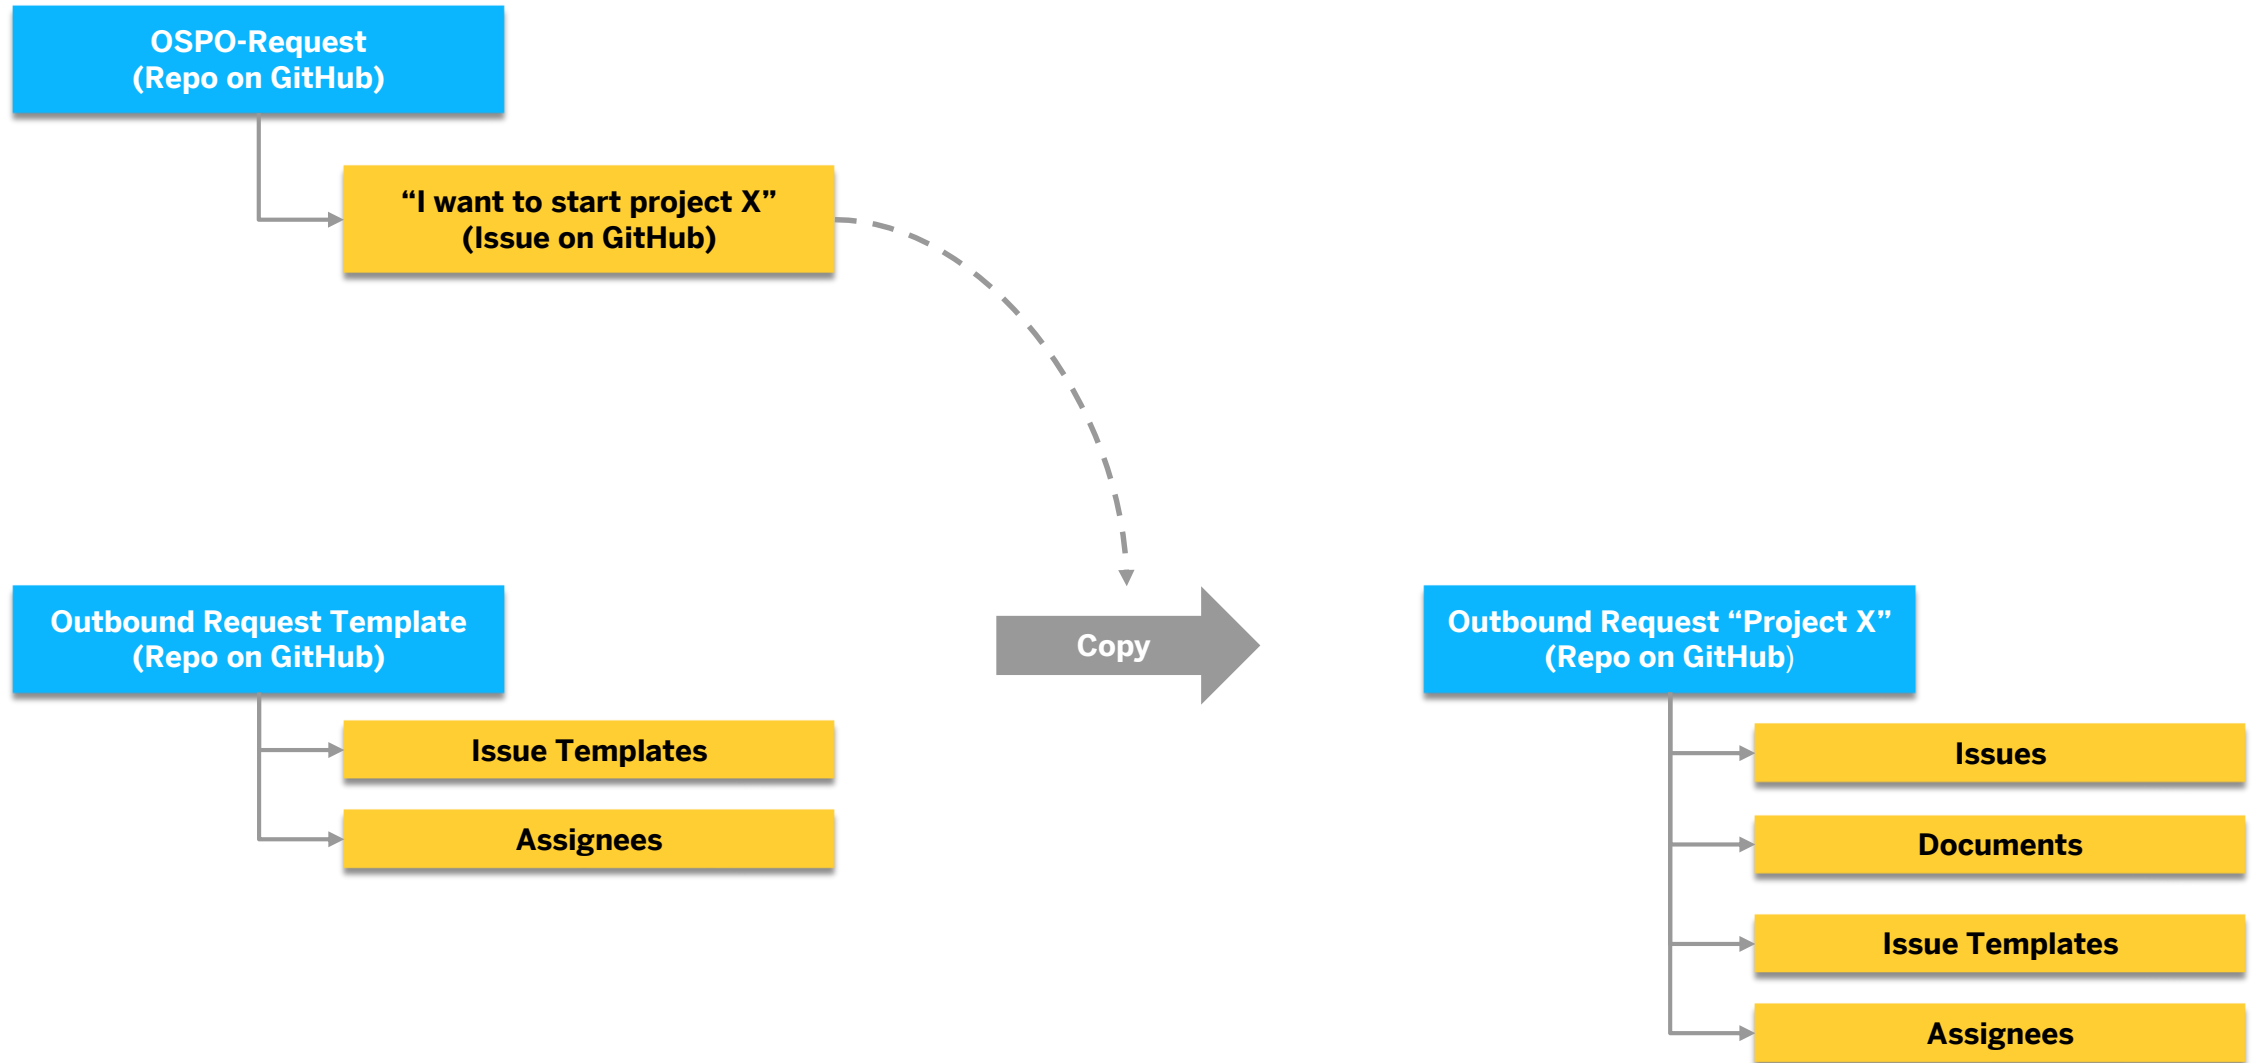 OSPO-Request
(Repo on GitHub)
“I want to start project X”
(Issue on GitHub)
Outbound Request Template
(Repo on GitHub)
Issue Templates
Assignees
Copy
Outbound Request “Project X”
(Repo on GitHub)
Issues
Documents
Issue Templates
Assignees